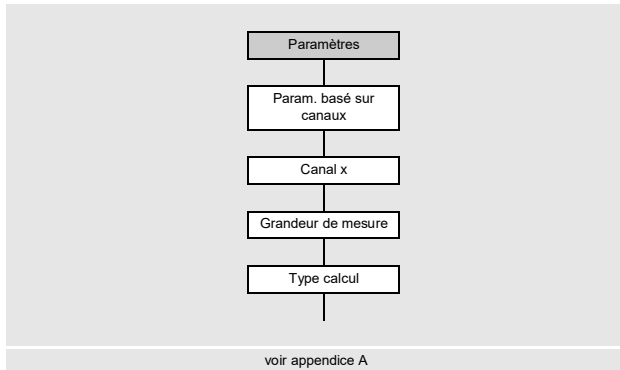 Paramètres
Param. basé sur
canaux
Canal x
Grandeur de mesure
Type calcul
voir appendice A